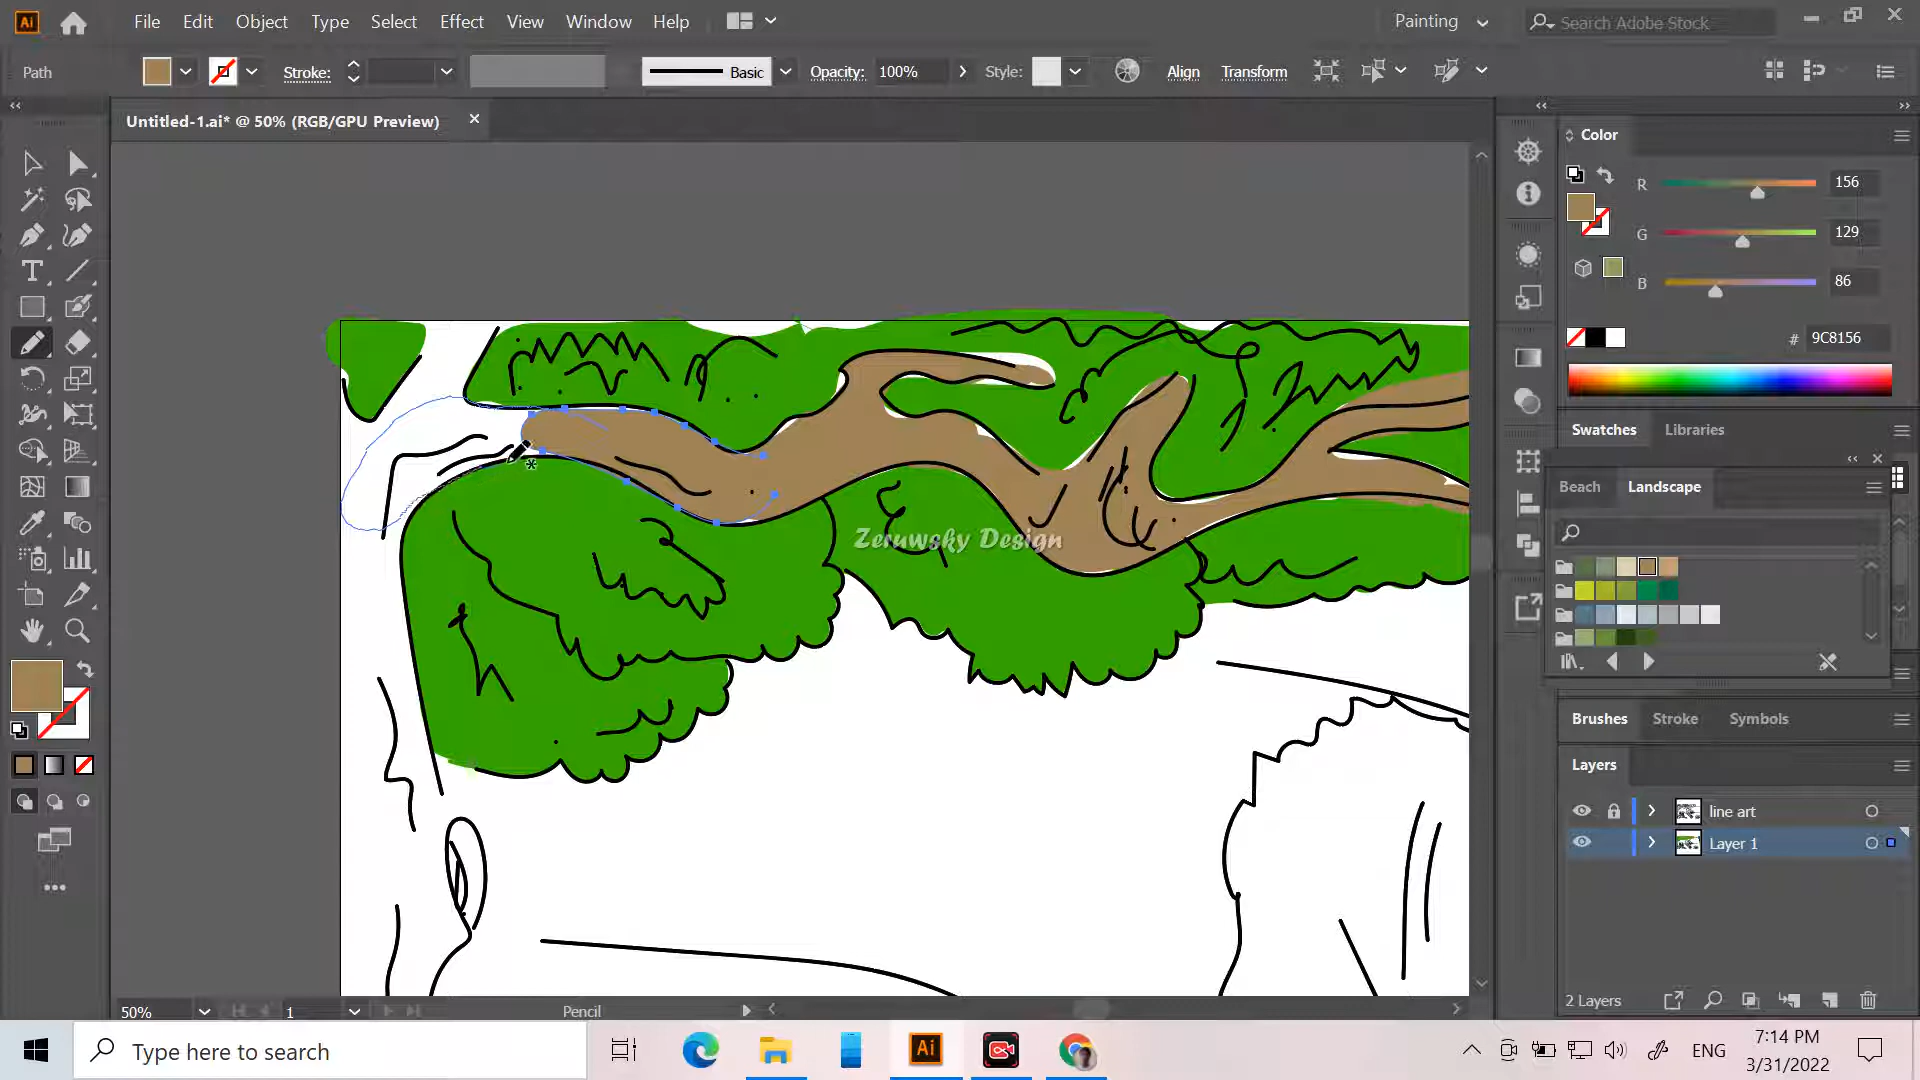 Ai File Edit Object Type Select Effect View Window Help Painting Search Adobe Stock
Path Stroke: Basic Opacity: 100% Style: Align Transform
Untitled-1.ai* @ 50% (RGB/GPU Preview)
Color
R 156
G 129
B 86
# 9C8156
Swatches Libraries
Beach Landscape
Zeruwsky Design
Brushes Stroke Symbols
Layers
line art
Layer 1
2 Layers
50% 1 Pencil
Type here to search
Ai
ENG
7:14 PM
3/31/2022